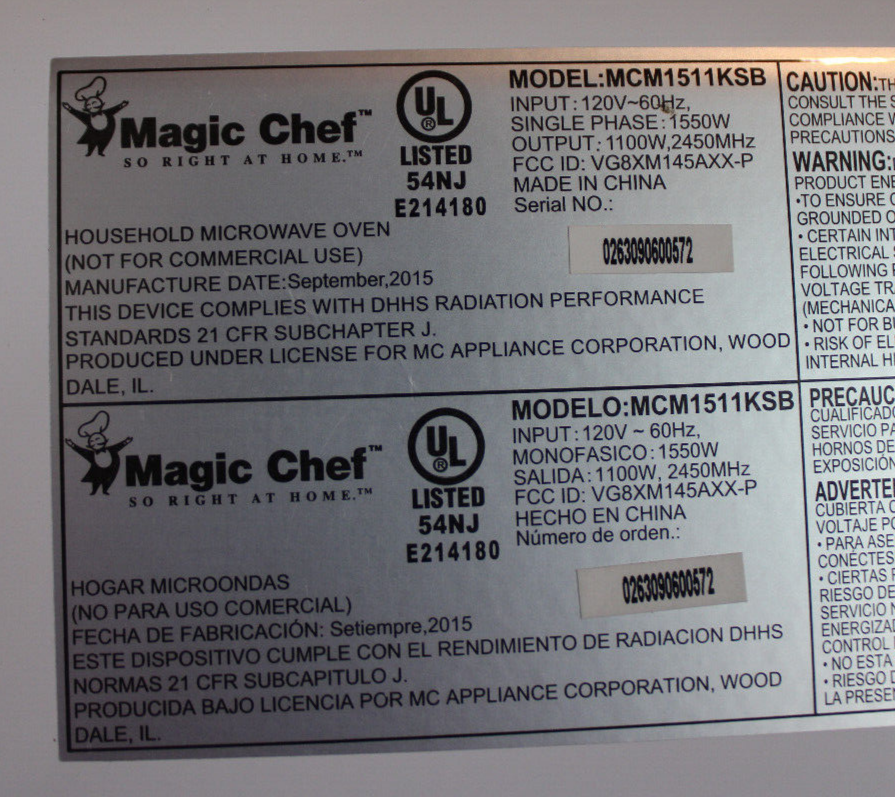 Magic Chef™
SO RIGHT AT HOME.™
UL
®
LISTED
54NJ
E214180
MODEL:MCM1511KSB
INPUT: 120V~60Hz,
SINGLE PHASE: 1550W
OUTPUT: 1100W,2450MHz
FCC ID: VG8XM145AXX-P
MADE IN CHINA
Serial NO.:
0263090600572
HOUSEHOLD MICROWAVE OVEN
(NOT FOR COMMERCIAL USE)
MANUFACTURE DATE:September,2015
THIS DEVICE COMPLIES WITH DHHS RADIATION PERFORMANCE
STANDARDS 21 CFR SUBCHAPTER J.
PRODUCED UNDER LICENSE FOR MC APPLIANCE CORPORATION, WOOD
DALE, IL.
CAUTION:
CONSULT THE
COMPLIANCE
PRECAUTIONS
WARNING:
PRODUCT
•TO ENSURE
GROUNDED
• CERTAIN
ELECTRICAL
FOLLOWING
VOLTAGE
(MECHANICA
• NOT FOR
• RISK OF
INTERNAL
Magic Chef™
SO RIGHT AT HOME.™
UL
®
LISTED
54NJ
E214180
MODELO:MCM1511KSB
INPUT: 120V ~ 60Hz,
MONOFASICO: 1550W
SALIDA: 1100W, 2450MHz
FCC ID: VG8XM145AXX-P
HECHO EN CHINA
Número de orden.:
0263090600572
HOGAR MICROONDAS
(NO PARA USO COMERCIAL)
FECHA DE FABRICACIÓN: Setiempre,2015
ESTE DISPOSITIVO CUMPLE CON EL RENDIMIENTO DE RADIACION DHHS
NORMAS 21 CFR SUBCAPITULO J.
PRODUCIDA BAJO LICENCIA POR MC APPLIANCE CORPORATION, WOOD
DALE, IL.
PRECAUC
CUALIFICADO
SERVICIO
HORNOS DE
EXPOSICIÓN
ADVERTE
CUBIERTA
VOLTAJE
• PARA
CONÉCTES
• CIERTAS
RIESGO DE
SERVICIO
ENERGIZAD
CONTROL
• NO ESTA
• RIESGO
LA